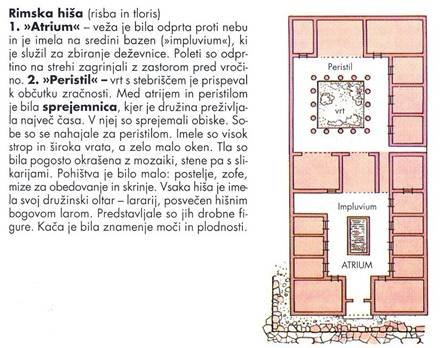 Rimska hiša (risba in tloris)
1. »Atrium« – veža je bila odprta proti nebu
in je imela na sredini bazen (»impluvium«), ki
je služil za zbiranje deževnice. Poleti so odpr-
tino na strehi zagrinjali z zastorom pred vroči-
no. 2. »Peristil« – vrt s stebriščem je prispeval
k občutku zračnosti. Med atrijem in peristilom
je bila sprejemnica, kjer je družina preživlja-
la največ časa. V njej so sprejemali obiske. So-
be so se nahajale za peristilom. Imele so visok
strop in široka vrata, a zelo malo oken. Tla so
bila pogosto okrašena z mozaiki, stene pa s sli-
karijami. Pohištva je bilo malo: postelje, zofe,
mize za obedovanje in skrinje. Vsaka hiša je ime-
la svoj družinski oltar – lararij, posvečen hišnim
bogovom larom. Predstavljale so jih drobne fi-
gure. Kača je bila znamenje moči in plodnosti.
Peristil
vrt
Impluvium
ATRIUM